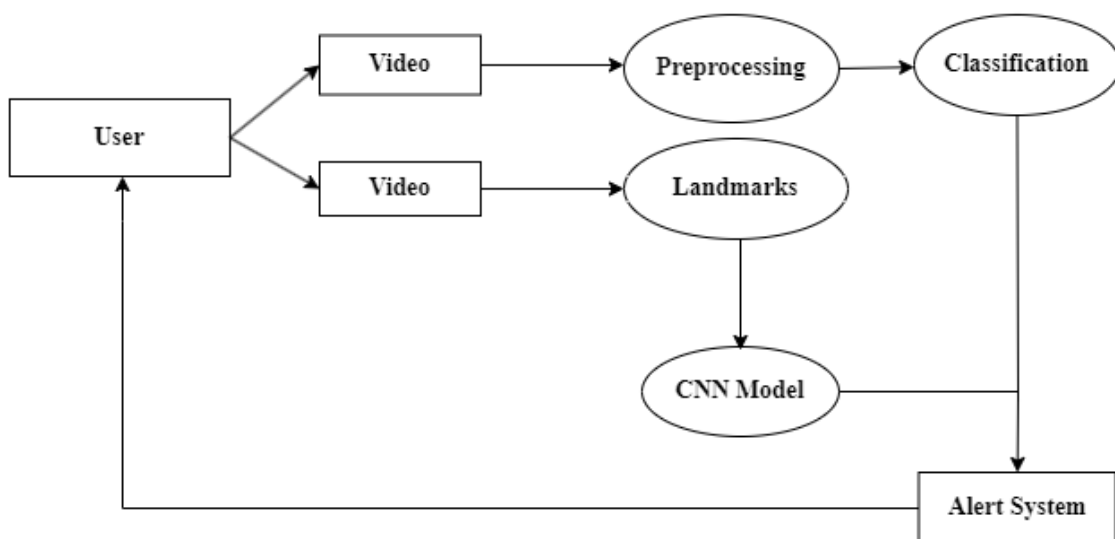 Video
Preprocessing
Classification
User
Video
Landmarks
CNN Model
Alert System